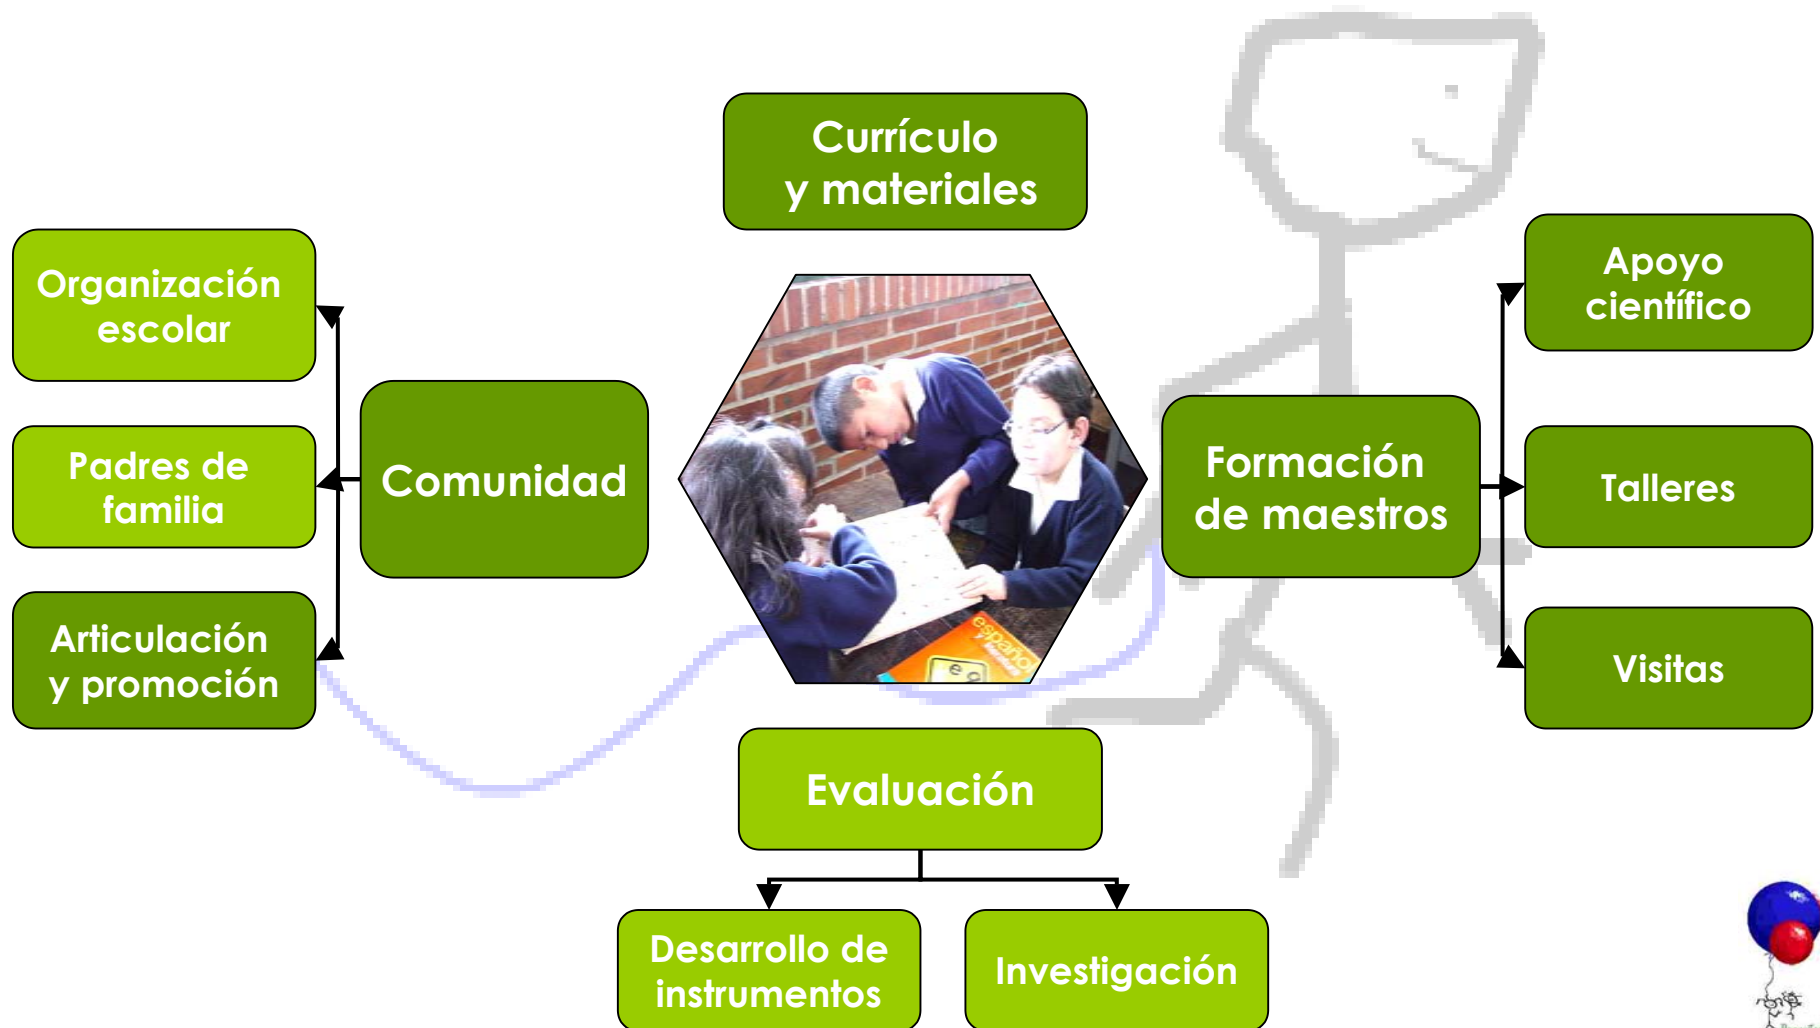 Currículo
y materiales
Organización
escolar
Padres de
familia
Articulación
y promoción
Comunidad
español
e
Formación
de maestros
Apoyo
científico
Talleres
Visitas
Evaluación
Desarrollo de
instrumentos
Investigación